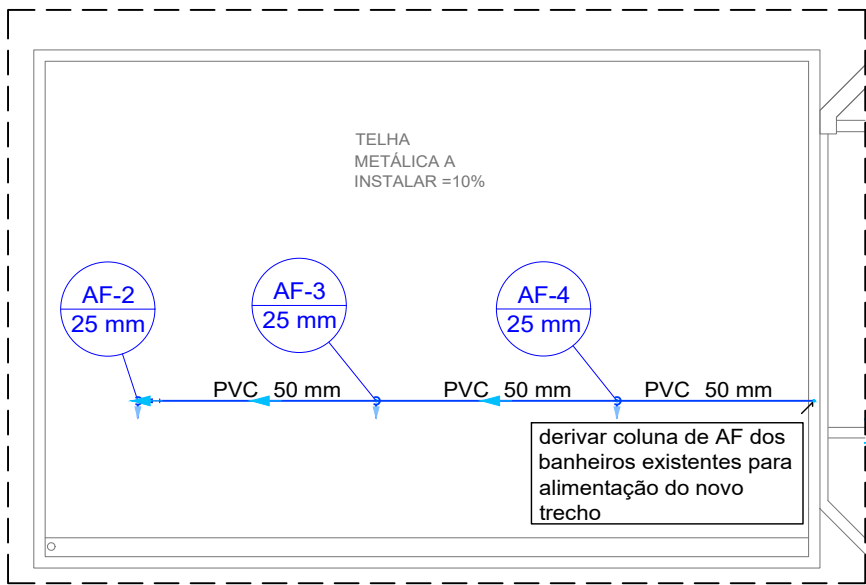 TELHA
METÁLICA A
INSTALAR =10%
AF-2
25 mm
AF-3
25 mm
AF-4
25 mm
PVC 50 mm
PVC 50 mm
PVC 50 mm
derivar coluna de AF dos
banheiros existentes para
alimentação do novo
trecho